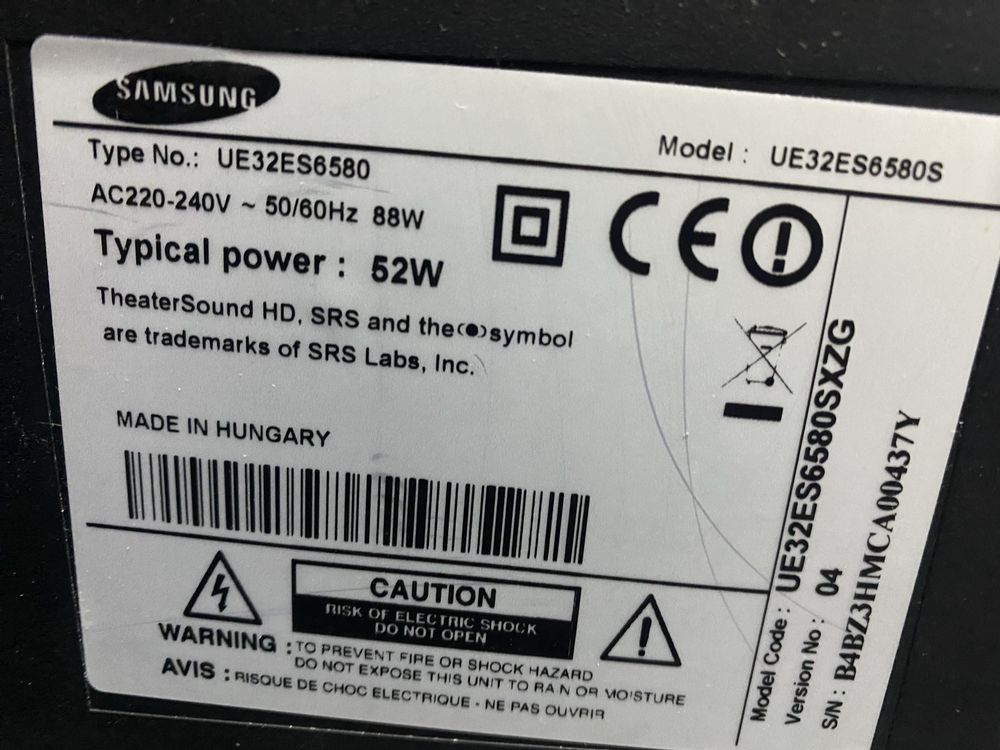 SAMSUNG
Type No.: UE32ES6580
Model : UE32ES6580S
AC220-240V ~ 50/60Hz 88W
Typical power : 52W
TheaterSound HD, SRS and the(●)symbol
are trademarks of SRS Labs, Inc.
MADE IN HUNGARY
CE
CAUTION
RISK OF ELECTRIC SHOCK
DO NOT OPEN
WARNING : TO PREVENT FIRE OR SHOCK HAZARD
DO NOT EXPOSE THIS UNIT TO RAIN OR MOISTURE
AVIS : RISQUE DE CHOC ELECTRIQUE - NE PAS OUVRIR
Model Code : UE32ES6580SXZG
Version No : 04
S/N : B4BZ3HMCA00437Y